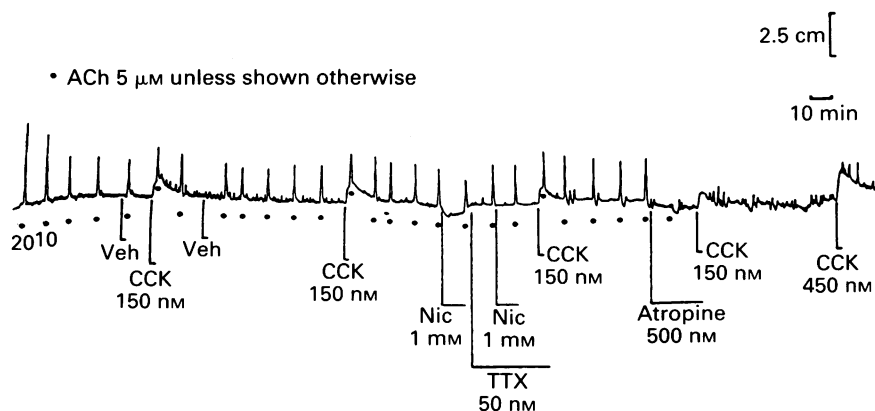 2.5 cm
• ACh 5 μM unless shown otherwise
10 min
20 10
Veh
CCK
150 nM
Veh
CCK
150 nM
Nic
1 mM
TTX
50 nM
Nic
1 mM
CCK
150 nM
Atropine
500 nM
CCK
150 nM
CCK
450 nM